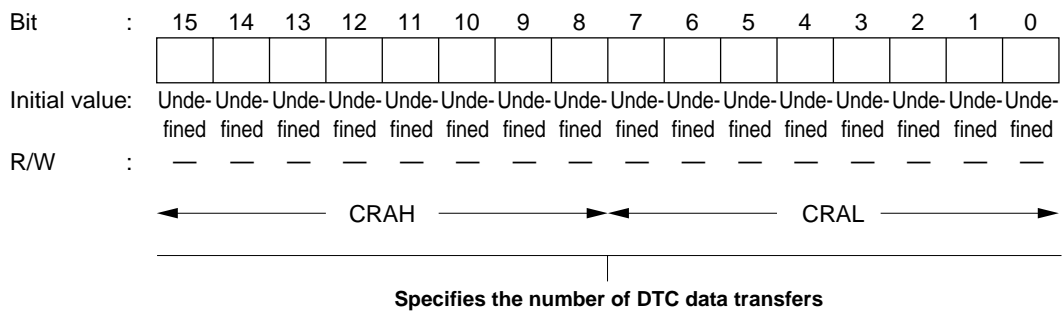 Bit : 15 14 13 12 11 10 9 8 7 6 5 4 3 2 1 0
Initial value: Unde- Unde- Unde- Unde- Unde- Unde- Unde- Unde- Unde- Unde- Unde- Unde- Unde- Unde- Unde- Unde-
fined fined fined fined fined fined fined fined fined fined fined fined fined fined fined fined
R/W : — — — — — — — — — — — — — — — —
CRAH CRAL
Specifies the number of DTC data transfers